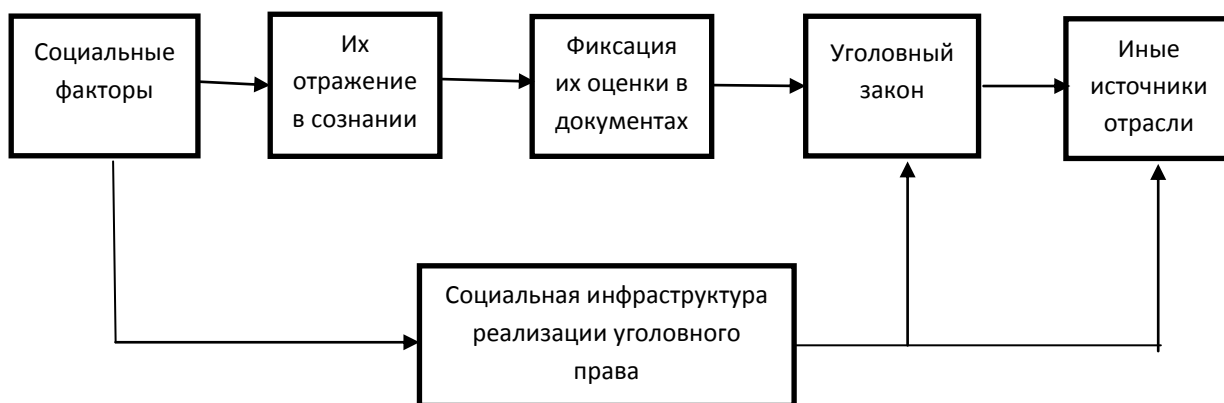 Социальные
факторы
Их
отражение
в сознании
Фиксация
их оценки в
документах
Уголовный
закон
Иные
источники
отрасли
Социальная инфраструктура
реализации уголовного
права